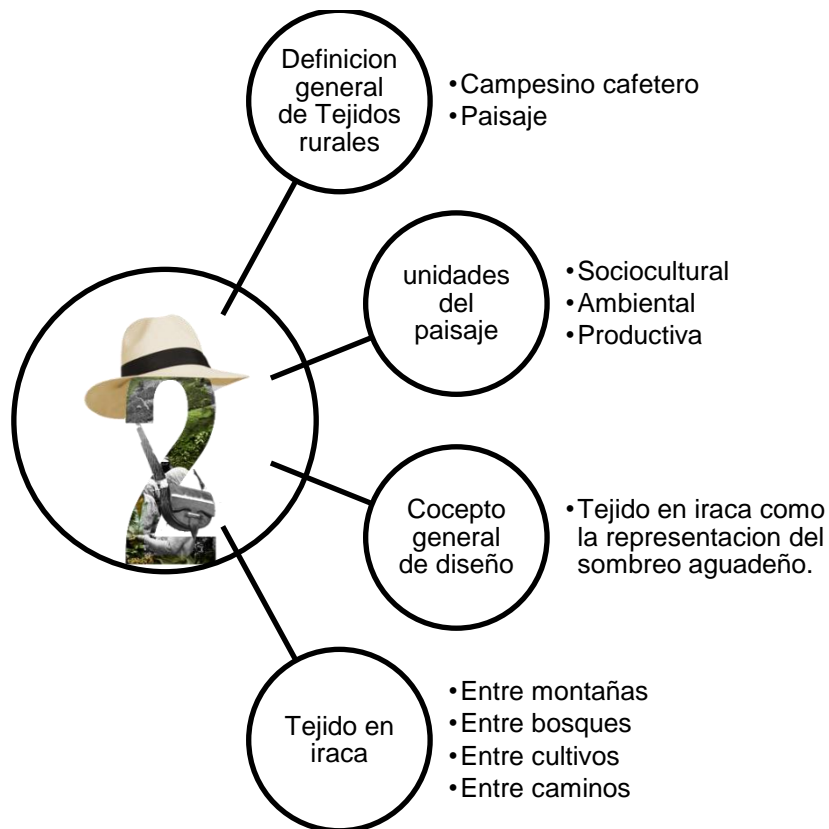 Definicion
general
de Tejidos
rurales
•Campesino cafetero
•Paisaje
unidades
del
paisaje
•Sociocultural
•Ambiental
•Productiva
Cocepto
general
de diseño
•Tejido en iraca como
la representacion del
sombreo aguadeño.
Tejido en
iraca
•Entre montañas
•Entre bosques
•Entre cultivos
•Entre caminos
2